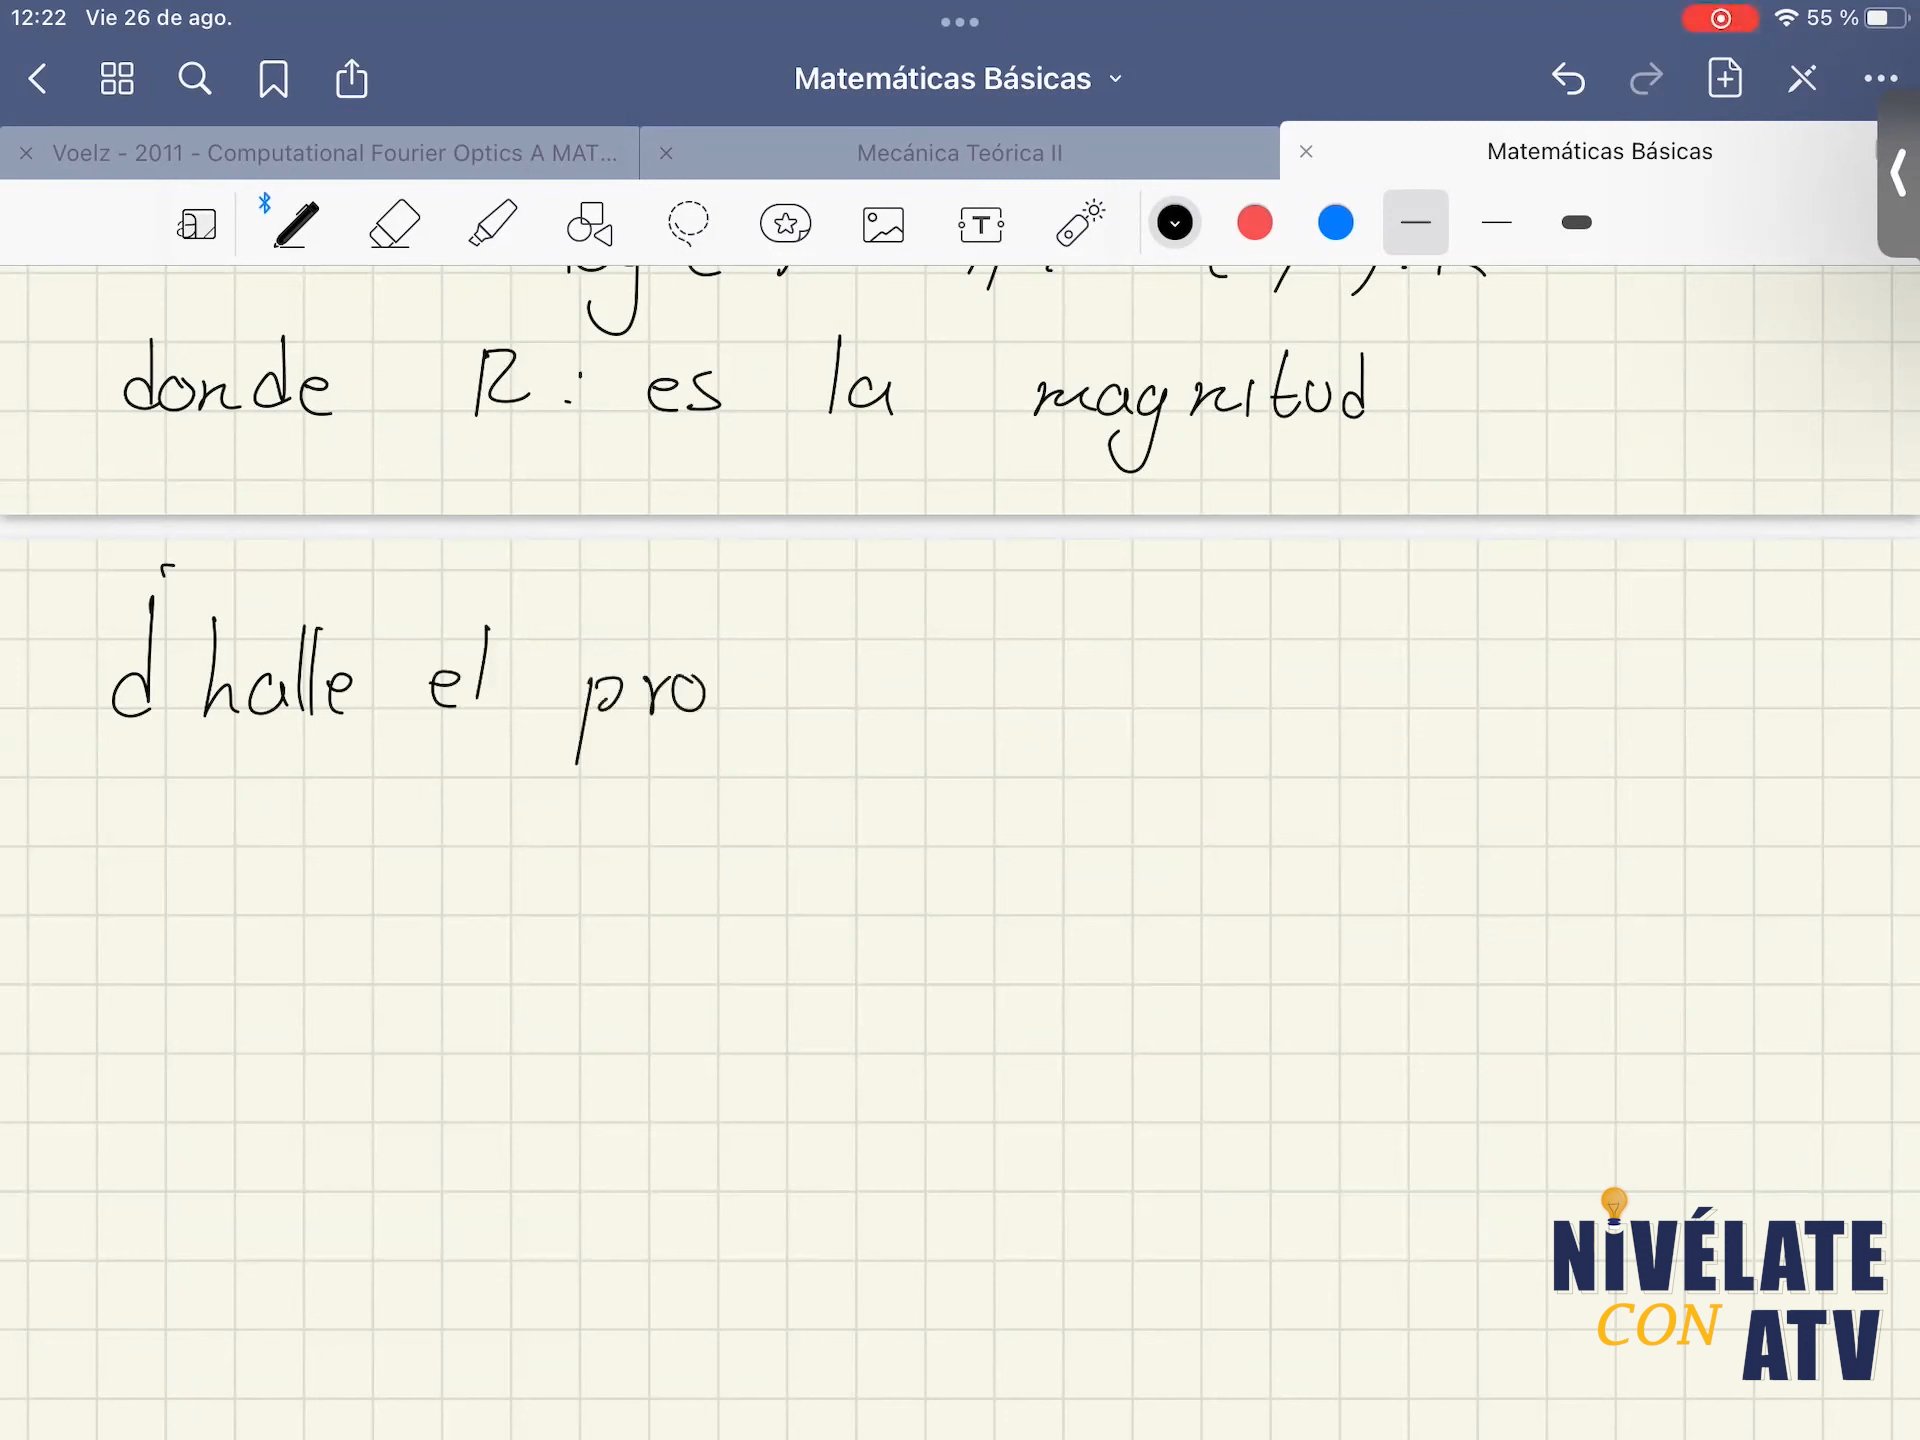 12:22 Vie 26 de ago. 55 %
Matemáticas Básicas
Voelz - 2011 - Computational Fourier Optics A MAT... Mecánica Teórica II Matemáticas Básicas
donde R: es la magnitud
d halle el pro
NIVÉLATE
CON
ATV